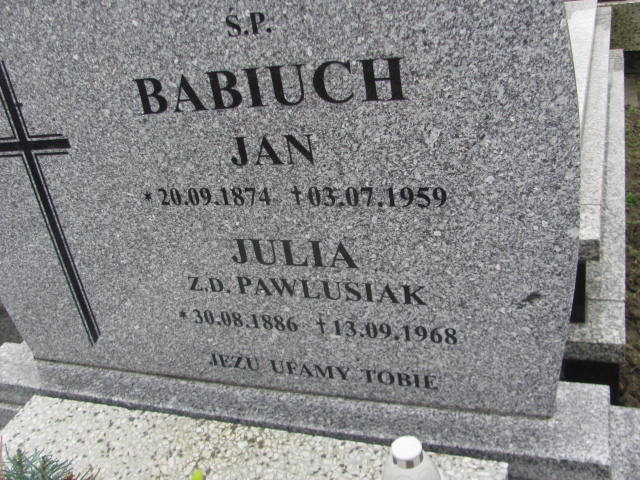 Ś.P.
BABIUCH
JAN
* 20.09.1874 †03.07.1959
JULIA
Z.D. PAWLUSIAK
*30.08.1886 †13.09.1968
JEZU UFAMY TOBIE